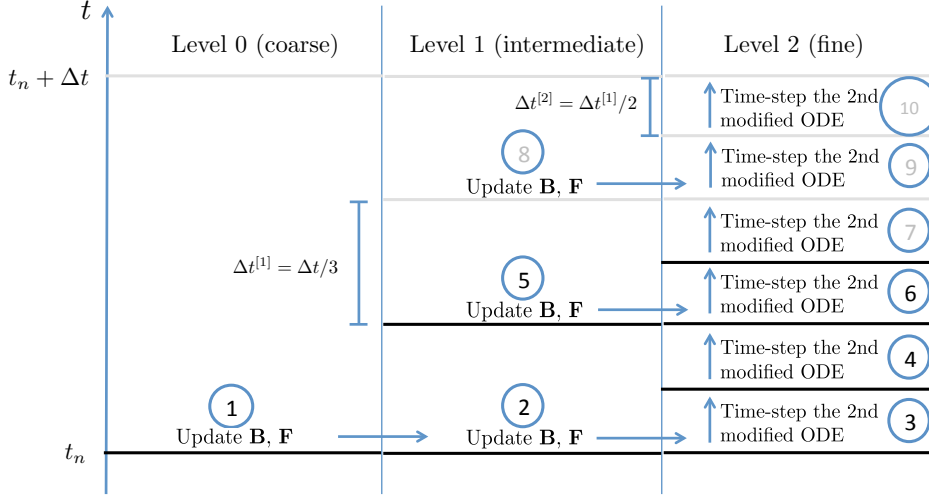 t
Level 0 (coarse)
Level 1 (intermediate)
Level 2 (fine)
tₙ + Δt
Δt^[2] = Δt^[1]/2
Time-step the 2nd
modified ODE
10
8
Update B, F
Time-step the 2nd
modified ODE
9
Δt^[1] = Δt/3
Time-step the 2nd
modified ODE
7
5
Update B, F
Time-step the 2nd
modified ODE
6
Time-step the 2nd
modified ODE
4
1
Update B, F
2
Update B, F
Time-step the 2nd
modified ODE
3
tₙ